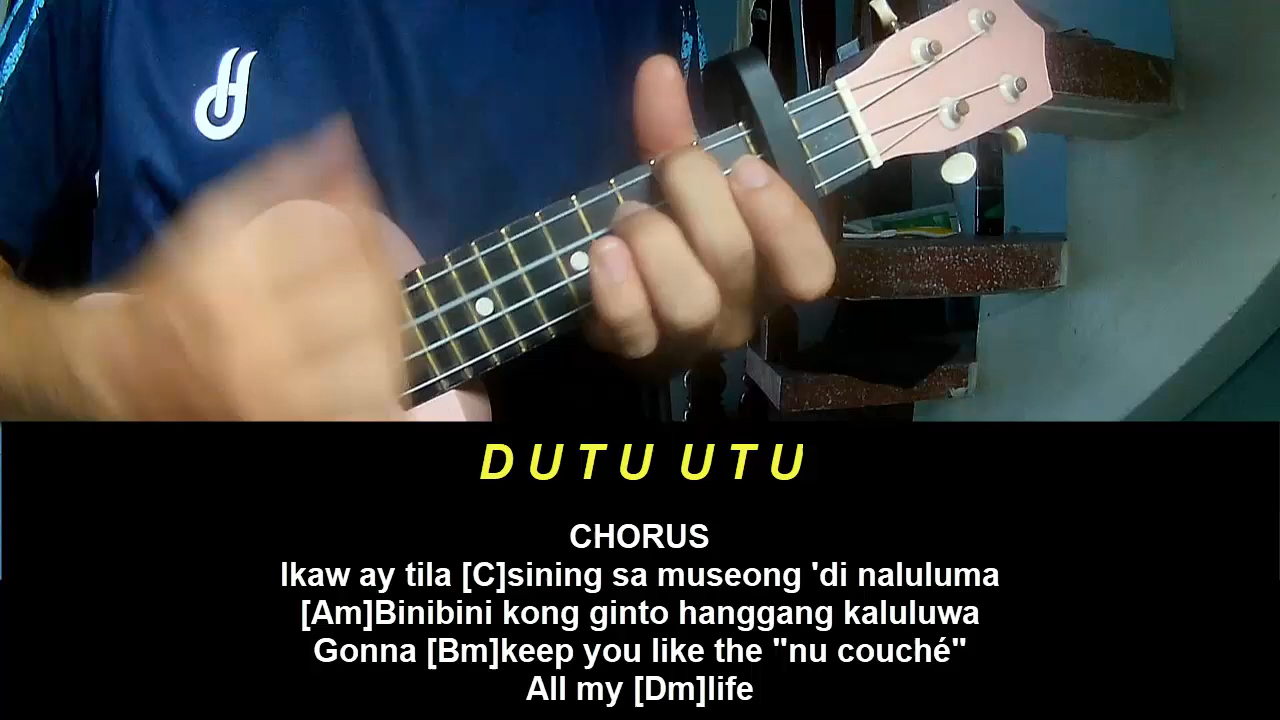 D U T U U T U
CHORUS
Ikaw ay tila [C]sining sa museong 'di naluluma
[Am]Binibini kong ginto hanggang kaluluwa
Gonna [Bm]keep you like the "nu couché"
All my [Dm]life